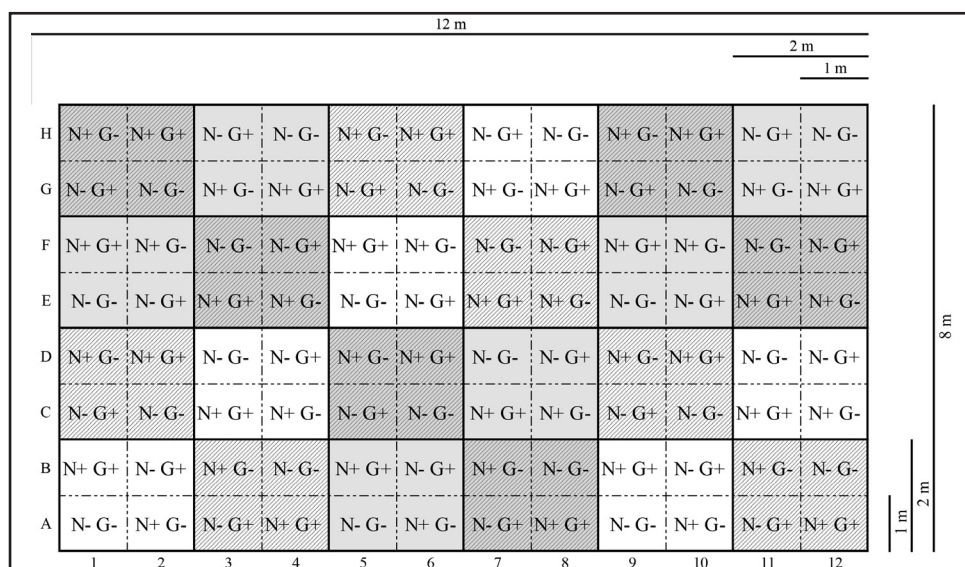 12 m
2 m
1 m
H N+ G- N+ G+ N- G+ N- G- N+ G- N+ G+ N- G+ N- G- N+ G- N+ G+ N- G+ N- G-
G N- G+ N- G- N+ G- N+ G+ N- G+ N- G- N+ G- N+ G+ N- G+ N- G- N+ G- N+ G+
F N+ G+ N+ G- N- G- N- G+ N+ G+ N+ G- N- G- N- G+ N+ G+ N+ G- N- G- N- G+
E N- G- N- G+ N+ G+ N+ G- N- G- N- G+ N+ G+ N+ G- N- G- N- G+ N+ G+ N+ G-
D N+ G- N+ G+ N- G- N- G+ N+ G- N+ G+ N- G- N- G+ N+ G- N+ G+ N- G- N- G+
C N- G+ N- G- N+ G+ N+ G- N- G+ N- G- N+ G+ N+ G- N- G+ N- G- N+ G+ N+ G-
B N+ G+ N- G+ N+ G- N- G- N+ G+ N- G+ N+ G- N- G- N+ G+ N- G+ N+ G- N- G-
A N- G- N+ G- N- G+ N+ G+ N- G- N+ G- N- G+ N+ G+ N- G- N+ G- N- G+ N+ G+
1 2 3 4 5 6 7 8 9 10 11 12
1 m
2 m
8 m